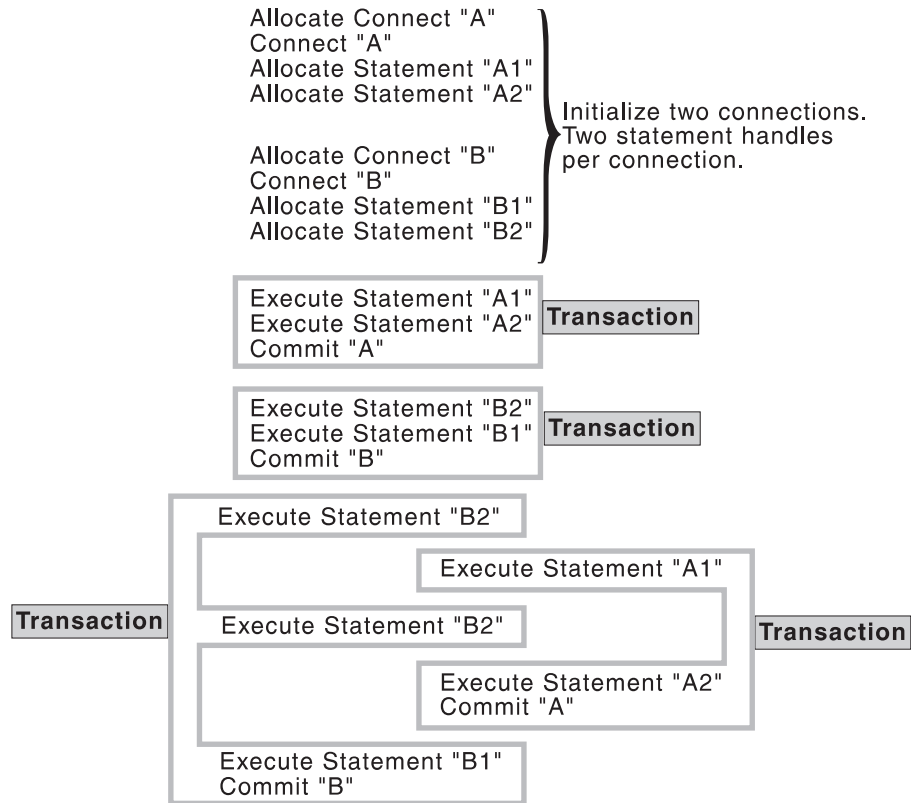 Allocate Connect "A"
Connect "A"
Allocate Statement "A1"
Allocate Statement "A2"
Allocate Connect "B"
Connect "B"
Allocate Statement "B1"
Allocate Statement "B2"
Initialize two connections.
Two statement handles
per connection.
Execute Statement "A1"
Execute Statement "A2"
Commit "A"
Transaction
Execute Statement "B2"
Execute Statement "B1"
Commit "B"
Transaction
Execute Statement "B2"
Execute Statement "A1"
Transaction
Execute Statement "B2"
Transaction
Execute Statement "A2"
Commit "A"
Execute Statement "B1"
Commit "B"